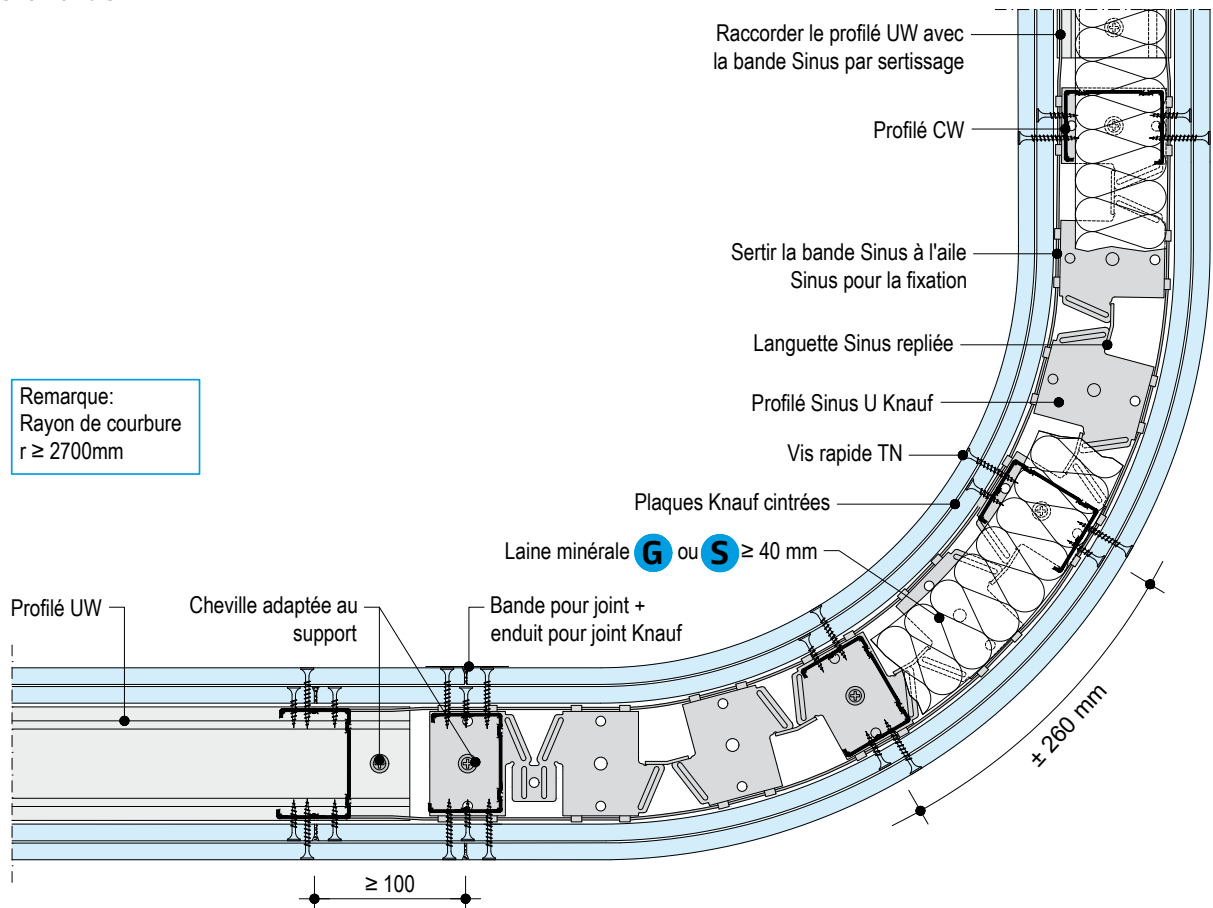 Raccorder le profilé UW avec
la bande Sinus par sertissage
Profilé CW
Sertir la bande Sinus à l'aile
Sinus pour la fixation
Languette Sinus repliée
Remarque:
Rayon de courbure
r ≥ 2700mm
Profilé Sinus U Knauf
Vis rapide TN
Plaques Knauf cintrées
Laine minérale G ou S ≥ 40 mm
Profilé UW
Cheville adaptée au
support
Bande pour joint +
enduit pour joint Knauf
± 260 mm
≥ 100